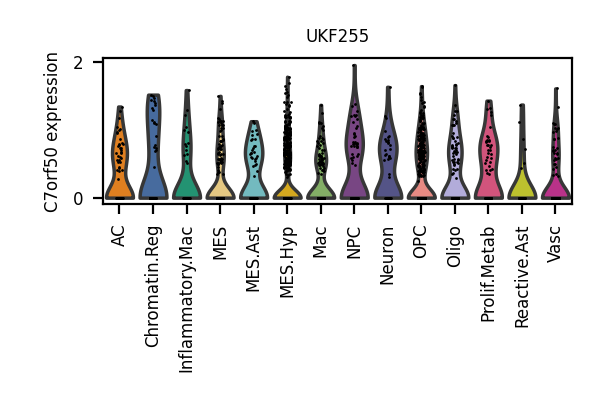 UKF255
C7orf50 expression
2
0
AC
Chromatin.Reg
Inflammatory.Mac
MES
MES.Ast
MES.Hyp
Mac
NPC
Neuron
OPC
Oligo
Prolif.Metab
Reactive.Ast
Vasc